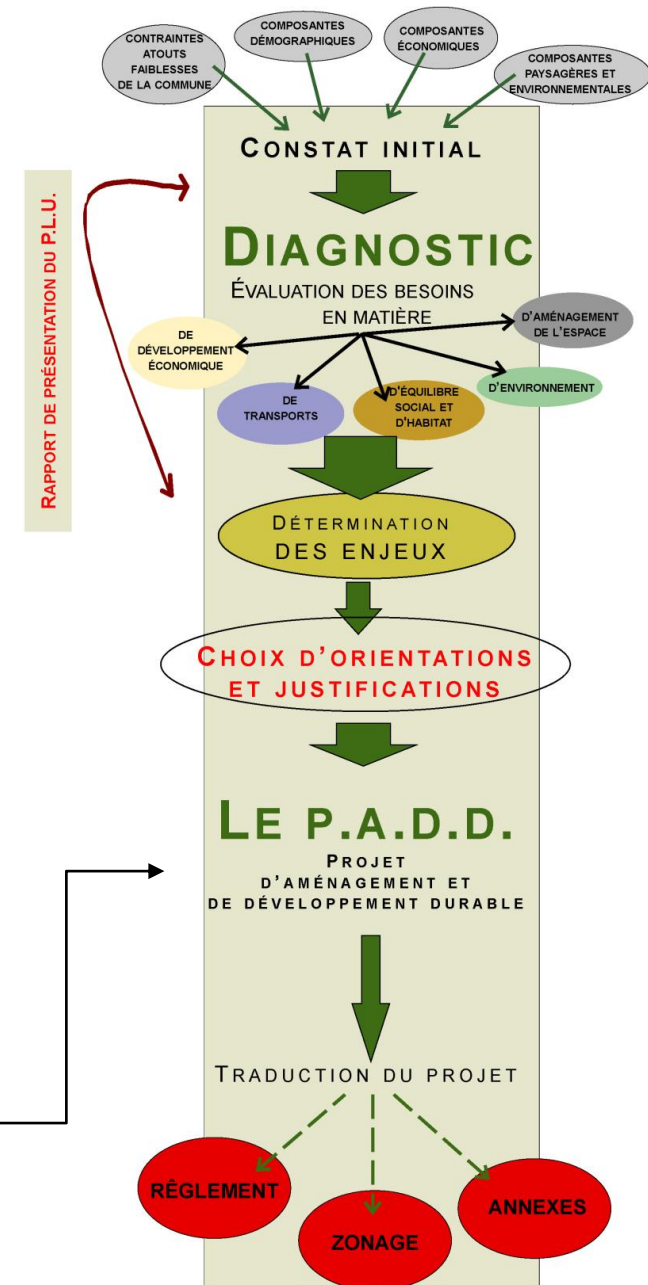 CONTRAINTES
ATOUTS
FAIBLESSES
DE LA COMMUNE
COMPOSANTES
DÉMOGRAPHIQUES
COMPOSANTES
ÉCONOMIQUES
COMPOSANTES
PAYSAGÈRES ET
ENVIRONNEMENTALES
CONSTAT INITIAL
RAPPORT DE PRÉSENTATION DU P.L.U.
DIAGNOSTIC
ÉVALUATION DES BESOINS
EN MATIÈRE
DE
DÉVELOPPEMENT
ÉCONOMIQUE
DE
TRANSPORTS
D'ÉQUILIBRE
SOCIAL ET
D'HABITAT
D'ENVIRONNEMENT
D'AMÉNAGEMENT
DE L'ESPACE
DÉTERMINATION
DES ENJEUX
CHOIX D'ORIENTATIONS
ET JUSTIFICATIONS
LE P.A.D.D.
PROJET
D'AMÉNAGEMENT ET
DE DÉVELOPPEMENT DURABLE
TRADUCTION DU PROJET
RÊGLEMENT
ZONAGE
ANNEXES